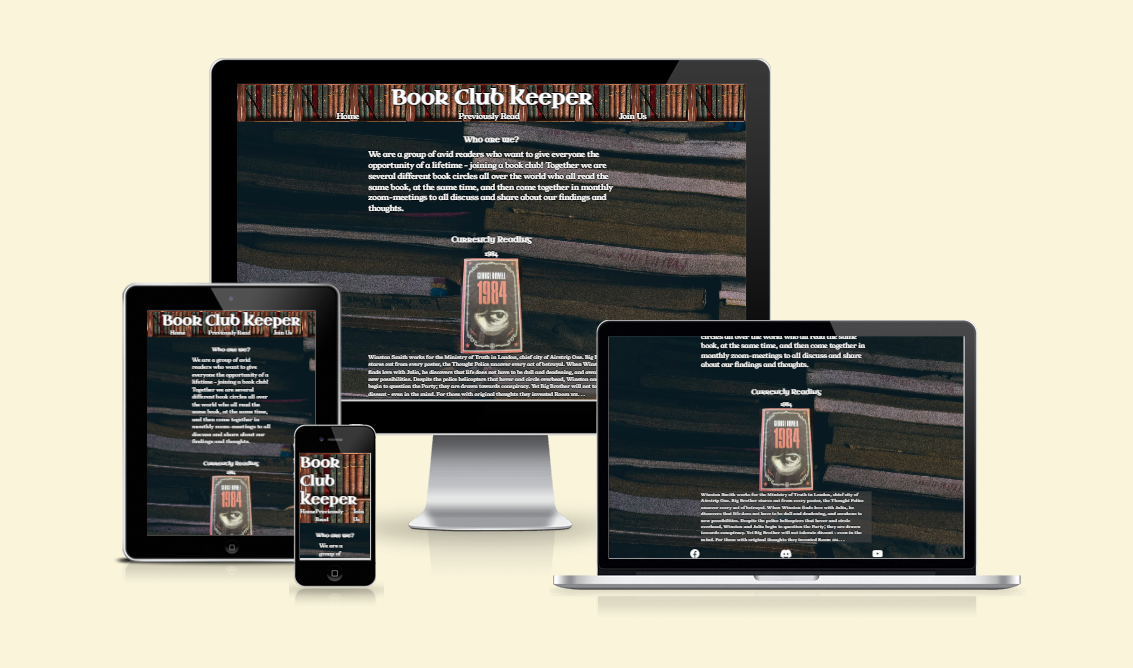 Book Club Keeper
Home Previously Read Join Us
Who are we?
We are a group of avid readers who want to give everyone the
opportunity of a lifetime - joining a book club! Together we are
several different book circles all over the world who all read the
same book, at the same time, and then come together in monthly
zoom-meetings to all discuss and share about our findings and
thoughts.
Currently Reading
1984
GEORGE ORWELL
1984
Winston Smith works for the Ministry of Truth in London, chief city of Airstrip One. Big B
stares out from every poster, the Thought Police uncover every act of betrayal. When Wins
finds love with Julia, he discovers that life does not have to be dull and deadening, and awa
new possibilities. Despite the police helicopters that hover and circle overhead, Winston an
begin to question the Party; they are drawn towards conspiracy. Yet Big Brother will not to
dissent - even in the mind. For those with original thoughts they invented Room
Book Club Keeper
Home Previously Read Join Us
Who are we?
We are a group of avid
readers who want to give
everyone the opportunity of a
lifetime - joining a book club!
Together we are several
different book circles all over
the world who all read the
same book, at the same time,
and then come together in
monthly zoom-meetings to all
discuss and share about our
findings and thoughts.
Currently Reading
1984
GEORGE ORWELL
1984
Book
Club
Keeper
Home Previously Join
Read Us
Who are we?
We are a
group of
circles all over the world who all read the same
book, at the same time, and then come together in
monthly zoom-meetings to all discuss and share
about our findings and thoughts.
Currently Reading
1984
GEORGE ORWELL
1984
Winston Smith works for the Ministry of Truth in London, chief city of
Airstrip One. Big Brother stares out from every poster, the Thought Police
uncover every act of betrayal. When Winston finds love with Julia, he
discovers that life does not have to be dull and deadening, and awakens to
new possibilities. Despite the police helicopters that hover and circle
overhead, Winston and Julia begin to question the Party; they are drawn
towards conspiracy. Yet Big Brother will not tolerate dissent - even in the
mind. For those with original thoughts they invented Room